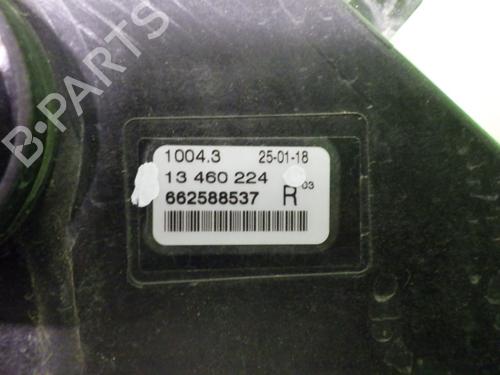 B-PARTS
1004.3 25-01-18
13 460 224
662588537 R 03